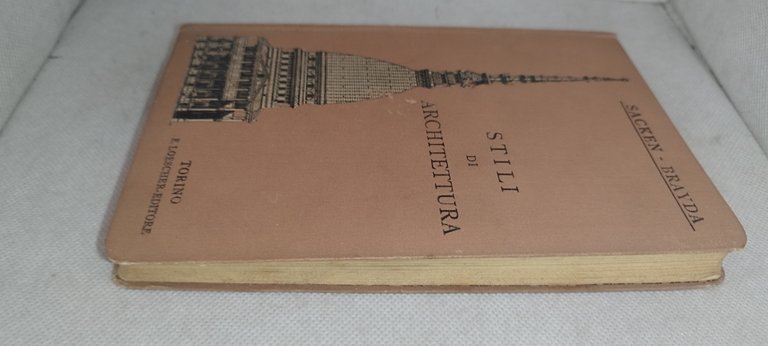 SACKEN - BRAYDA
STILI
DI
ARCHITETTURA
TORINO
E. LOESCHER-EDITORE